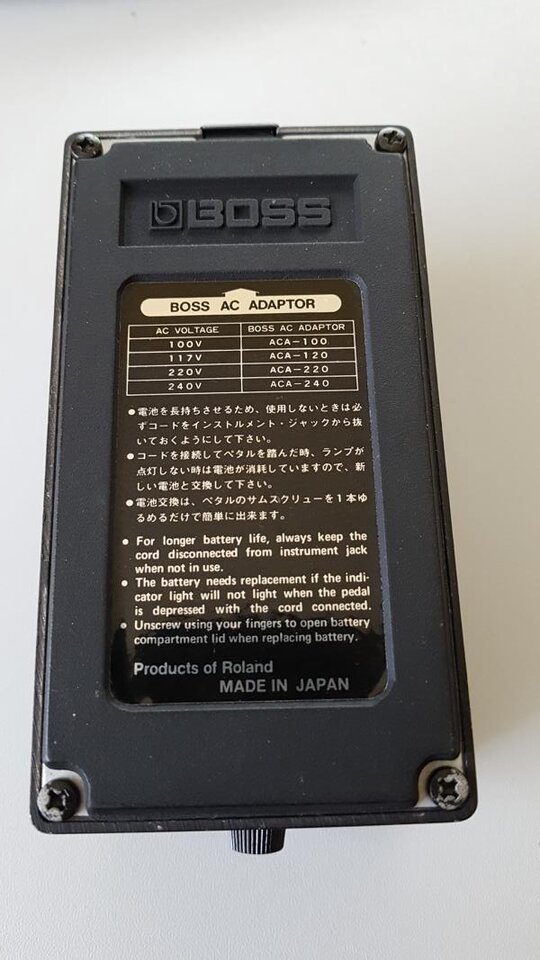 BOSS
BOSS AC ADAPTOR
AC VOLTAGE BOSS AC ADAPTOR
100V ACA-100
117V ACA-120
220V ACA-220
240V ACA-240
●電池を長持ちさせるため、使用しないときは必
ずコードをインストルメント・ジャックから抜
いておくようにして下さい。
●コードを接続してペタルを踏んだ時、ランプが
点灯しない時は電池が消耗していますので、新
しい電池と交換して下さい。
●電池交換は、ペタルのサムスクリューを1本ゆ
るめるだけで簡単に出来ます。
● For longer battery life, always keep the
cord disconnected from instrument jack
when not in use.
● The battery needs replacement if the indi-
cator light will not light when the pedal
is depressed with the cord connected.
● Unscrew using your fingers to open battery
compartment lid when replacing battery.
Products of Roland
MADE IN JAPAN